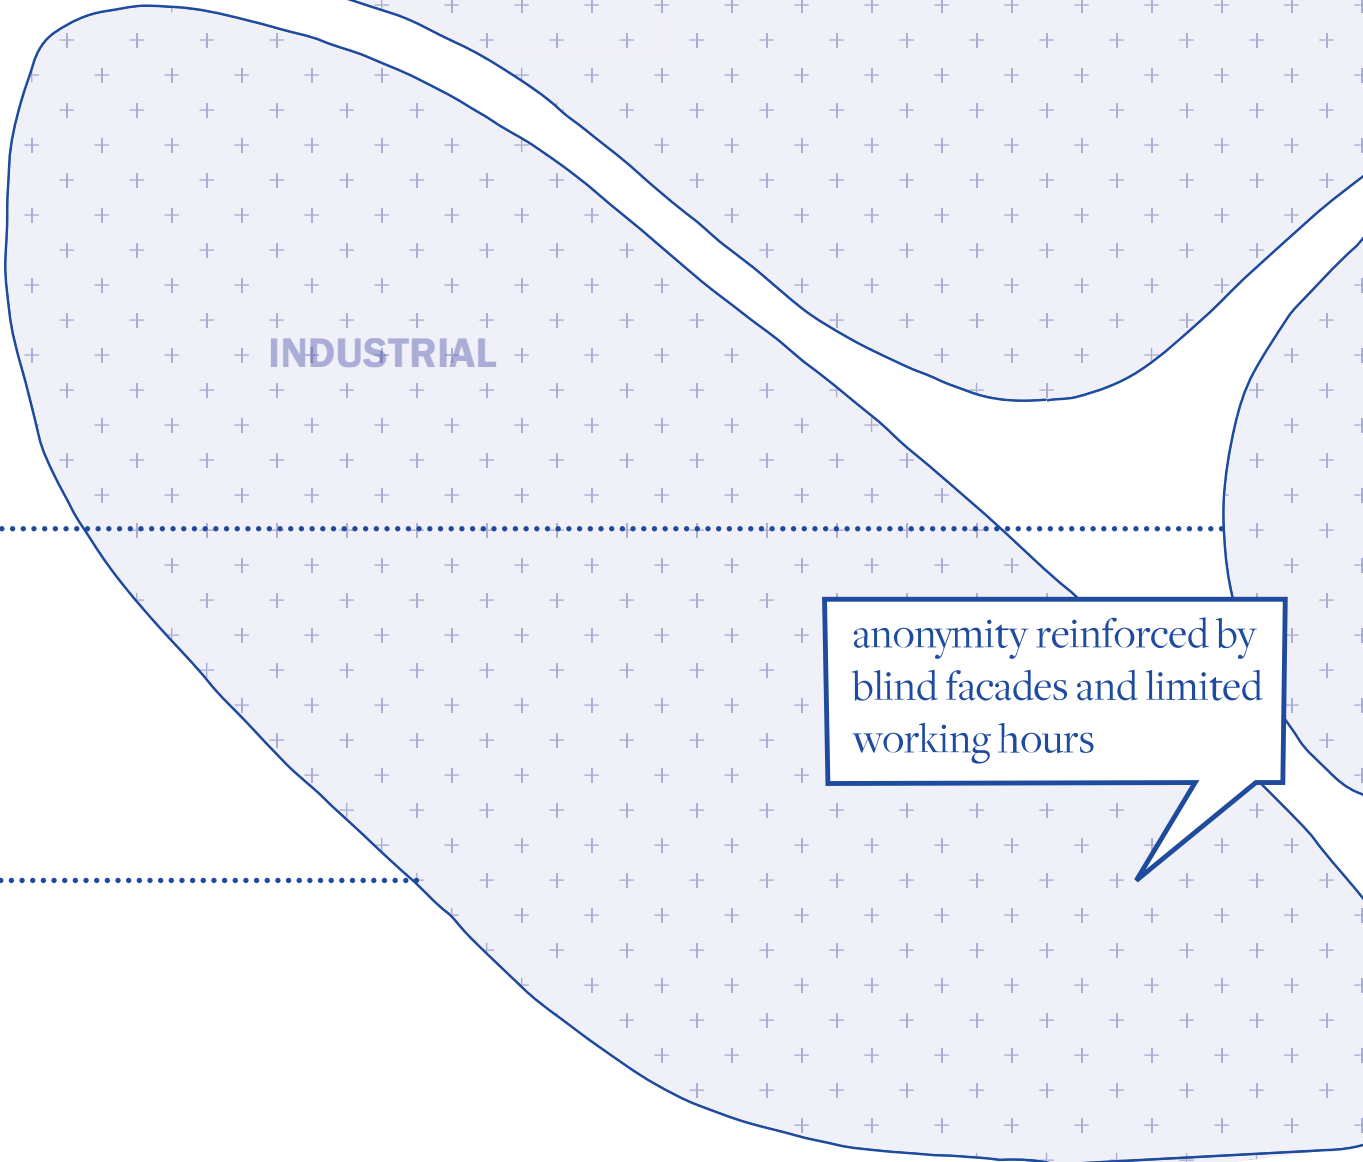 INDUSTRIAL
anonymity reinforced by
blind facades and limited
working hours